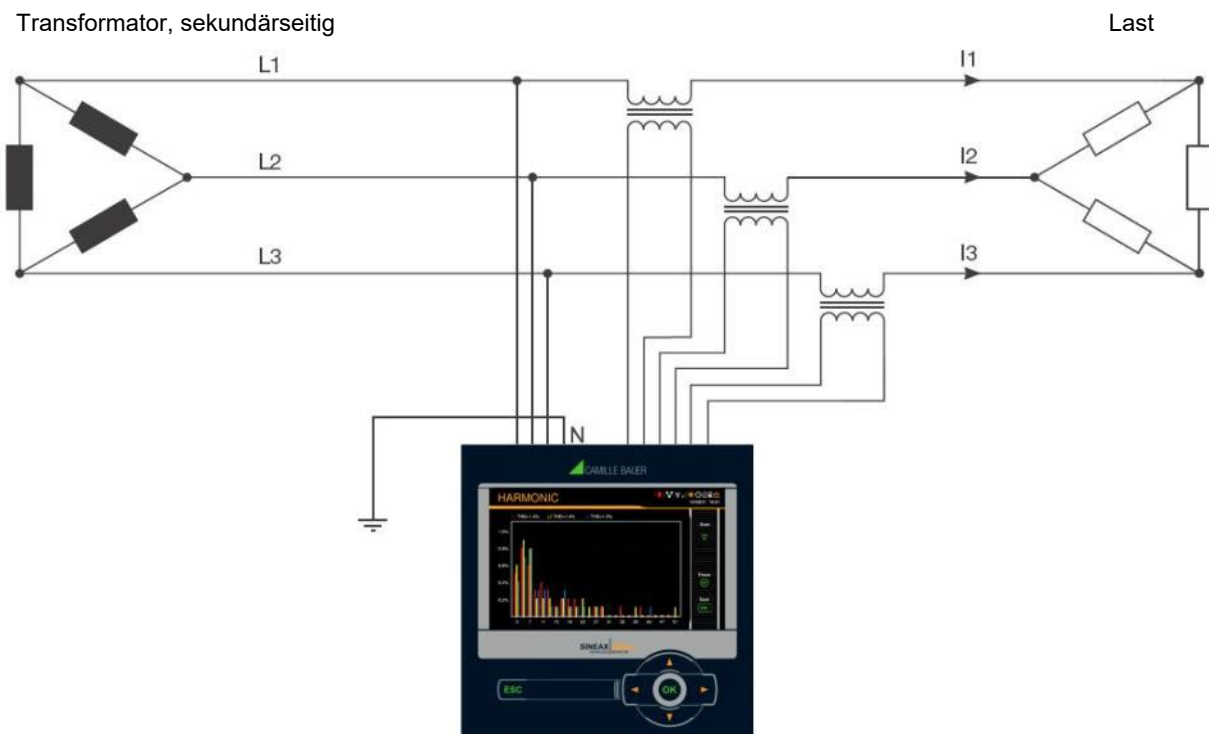 Transformator, sekundärseitig
Last
L1
I1
L2
I2
L3
I3
N
CAMILLE BAUER
HARMONIC
ESC
OK
SINEAX